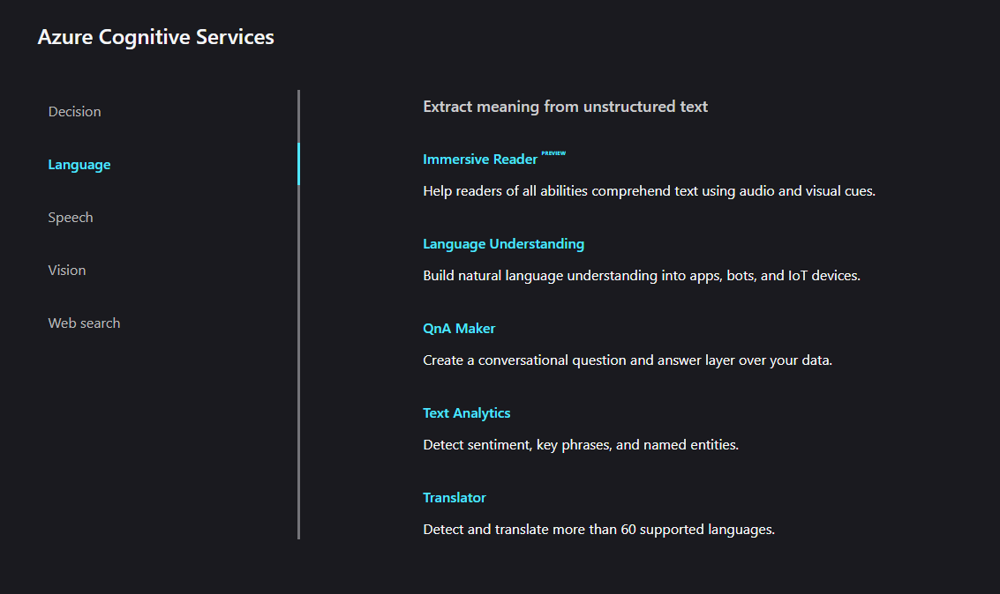 Azure Cognitive Services
Decision
Language
Speech
Vision
Web search
Extract meaning from unstructured text
Immersive Reader PREVIEW
Help readers of all abilities comprehend text using audio and visual cues.
Language Understanding
Build natural language understanding into apps, bots, and IoT devices.
QnA Maker
Create a conversational question and answer layer over your data.
Text Analytics
Detect sentiment, key phrases, and named entities.
Translator
Detect and translate more than 60 supported languages.